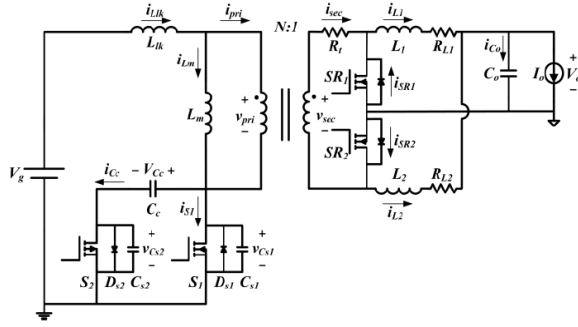 i_Llk
i_pri
N:1
i_sec
i_L1
L_lk
R_t
L_1
R_L1
i_Co
i_Lm
SR_1
i_SR1
C_o
I_o
+
V_o
−
L_m
+
v_pri
−
+
v_sec
−
SR_2
i_SR2
V_g
i_Cc
− V_Cc +
L_2
R_L2
C_c
i_S1
i_L2
+
v_Cs2
−
+
v_Cs1
−
S_2
D_s2
C_s2
S_1
D_s1
C_s1